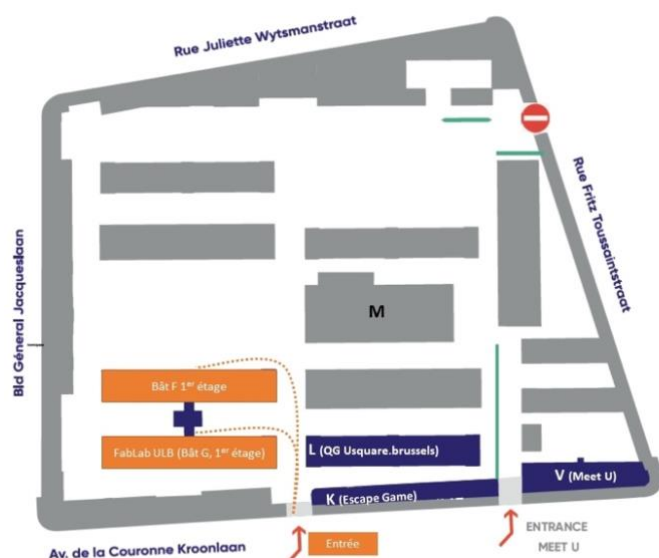 Rue Juliette Wytsmanstraat
Rue Fritz Toussaintstraat
Bld Général Jacqueslaan
M
Bât F 1er étage
FabLab ULB (Bât G, 1er étage)
L (QG Usquare.brussels)
V (Meet U)
K (Escape Game)
Entrée
ENTRANCE
MEET U
Av. de la Couronne Kroonlaan